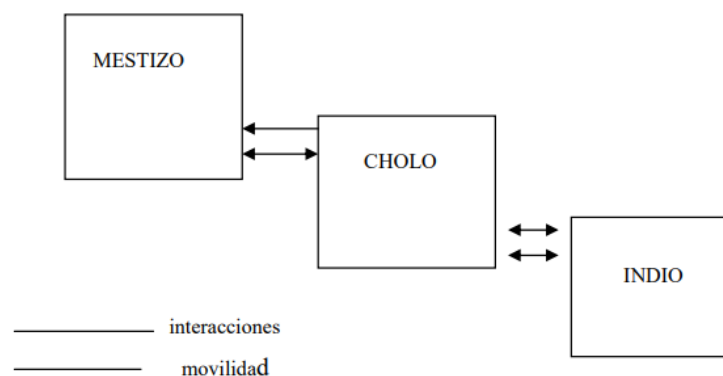 MESTIZO
CHOLO
INDIO
interacciones
movilidad